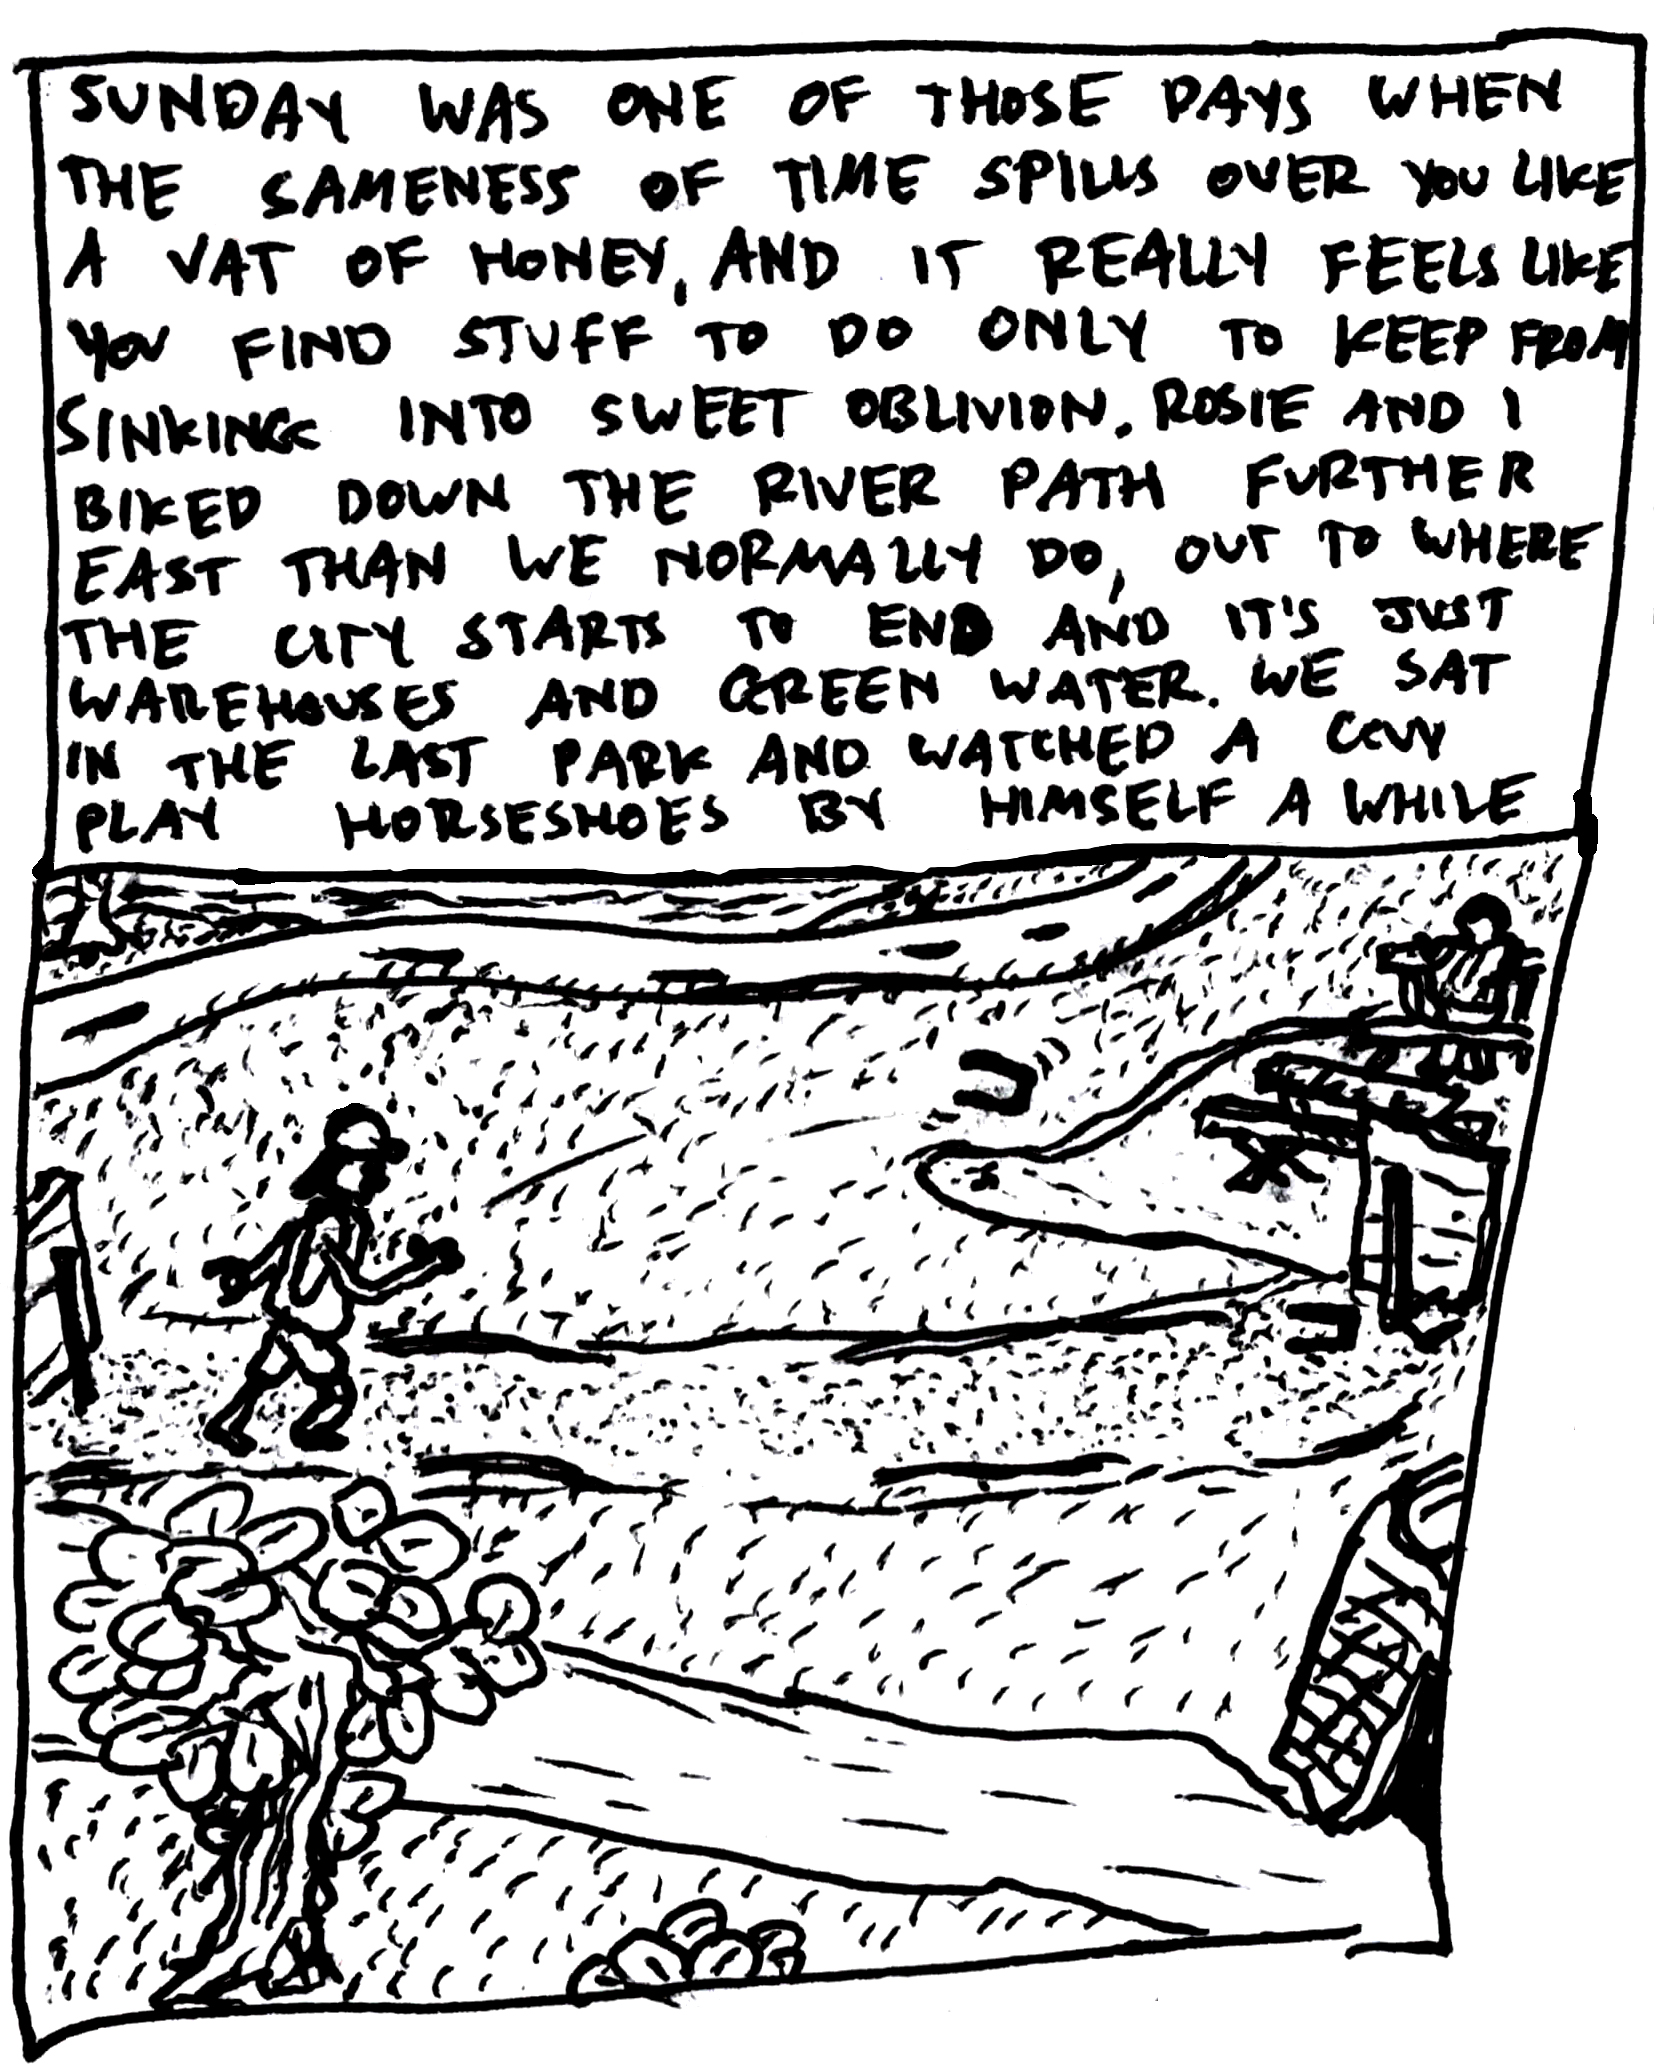 SUNDAY WAS ONE OF THOSE DAYS WHEN
THE SAMENESS OF TIME SPILLS OVER YOU LIKE
A VAT OF HONEY, AND IT REALLY FEELS LIKE
YOU FIND STUFF TO DO ONLY TO KEEP FROM
SINKING INTO SWEET OBLIVION. ROSIE AND I
BIKED DOWN THE RIVER PATH FURTHER
EAST THAN WE NORMALLY DO, OUT TO WHERE
THE CITY STARTS TO END AND IT'S JUST
WAREHOUSES AND GREEN WATER. WE SAT
IN THE LAST PARK AND WATCHED A
PLAY HORSESHOES BY HIMSELF A WHILE